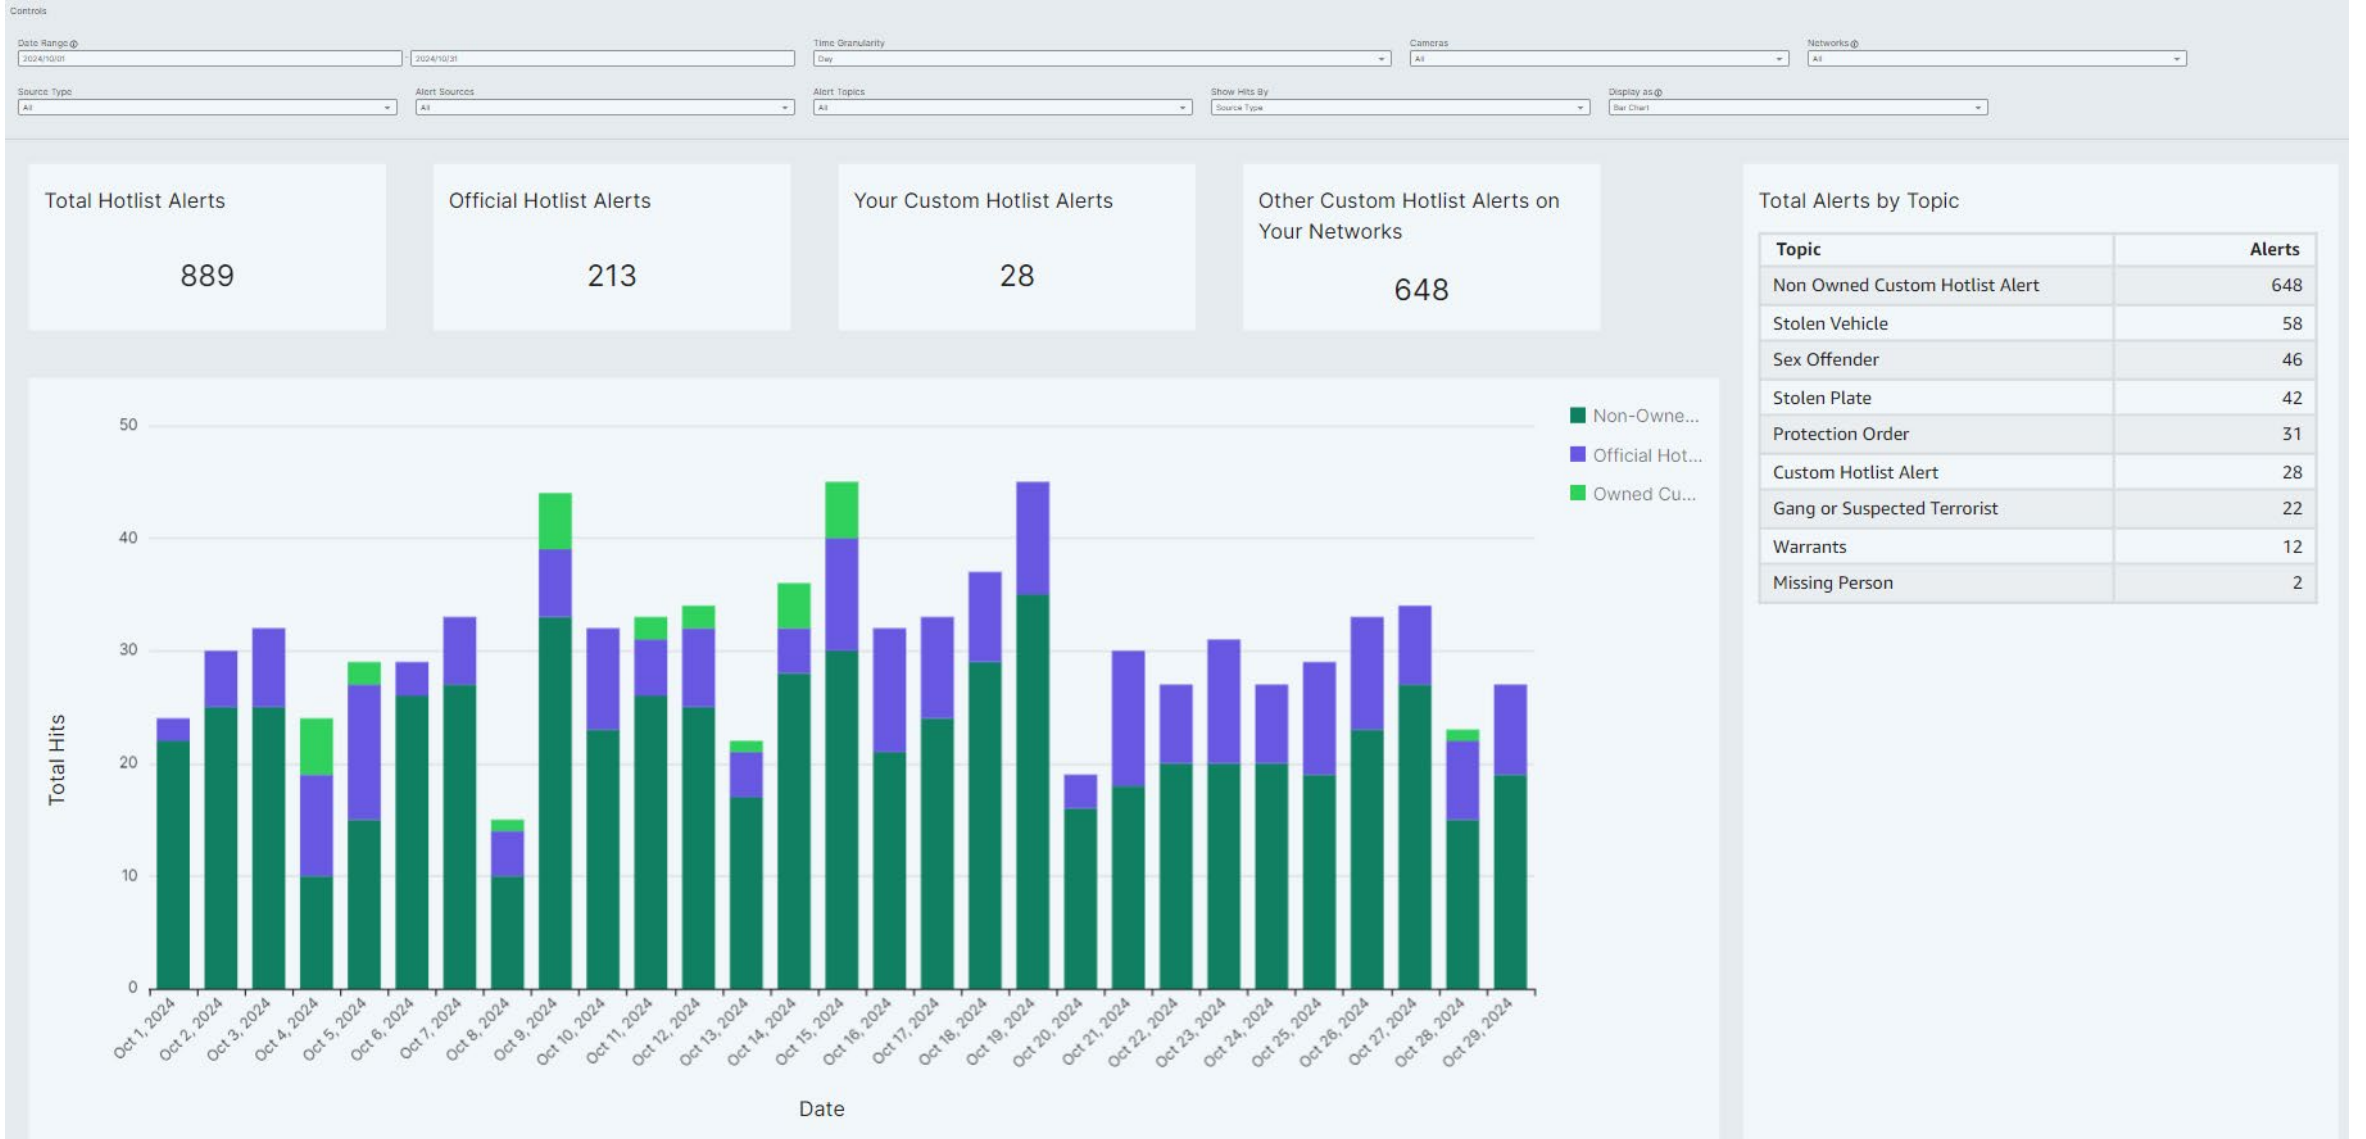 Controls
Date Range
Time Granularity
Cameras
Networks
2024/10/01 - 2024/10/31
Day
All
All
Source Type
Alert Sources
Alert Topics
Show Hits By
Display as
All
All
All
Source Type
Bar Chart
Total Hotlist Alerts
889
Official Hotlist Alerts
213
Your Custom Hotlist Alerts
28
Other Custom Hotlist Alerts on
Your Networks
648
Total Alerts by Topic
Topic Alerts
Non Owned Custom Hotlist Alert 648
Stolen Vehicle 58
Sex Offender 46
Stolen Plate 42
Protection Order 31
Custom Hotlist Alert 28
Gang or Suspected Terrorist 22
Warrants 12
Missing Person 2
Non-Owne...
Official Hot...
Owned Cu...
Total Hits
50
40
30
20
10
0
Oct 1, 2024
Oct 2, 2024
Oct 3, 2024
Oct 4, 2024
Oct 5, 2024
Oct 6, 2024
Oct 7, 2024
Oct 8, 2024
Oct 9, 2024
Oct 10, 2024
Oct 11, 2024
Oct 12, 2024
Oct 13, 2024
Oct 14, 2024
Oct 15, 2024
Oct 16, 2024
Oct 17, 2024
Oct 18, 2024
Oct 19, 2024
Oct 20, 2024
Oct 21, 2024
Oct 22, 2024
Oct 23, 2024
Oct 24, 2024
Oct 25, 2024
Oct 26, 2024
Oct 27, 2024
Oct 28, 2024
Oct 29, 2024
Date